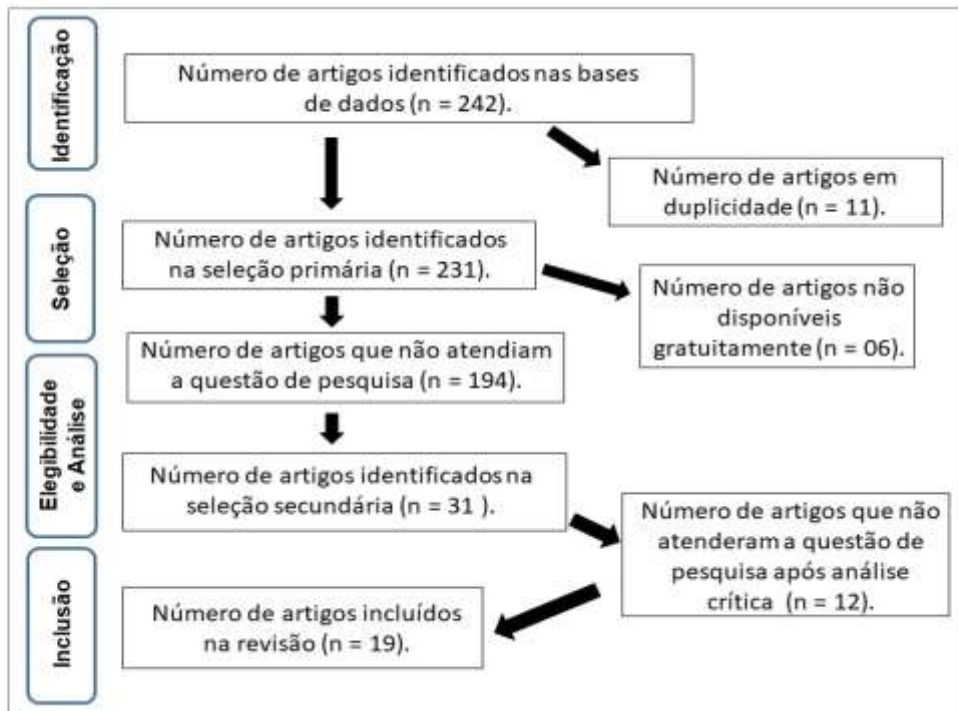 Identificação
Número de artigos identificados nas bases
de dados (n = 242).
Número de artigos em
duplicidade (n = 11).
Seleção
Número de artigos identificados
na seleção primária (n = 231).
Número de artigos não
disponíveis
gratuitamente (n = 06).
Número de artigos que não atendiam
a questão de pesquisa (n = 194).
Elegibilidade
e Análise
Número de artigos identificados na
seleção secundária (n = 31 ).
Número de artigos que não
atenderam a questão de
pesquisa após análise
crítica (n = 12).
Inclusão
Número de artigos incluídos
na revisão (n = 19).